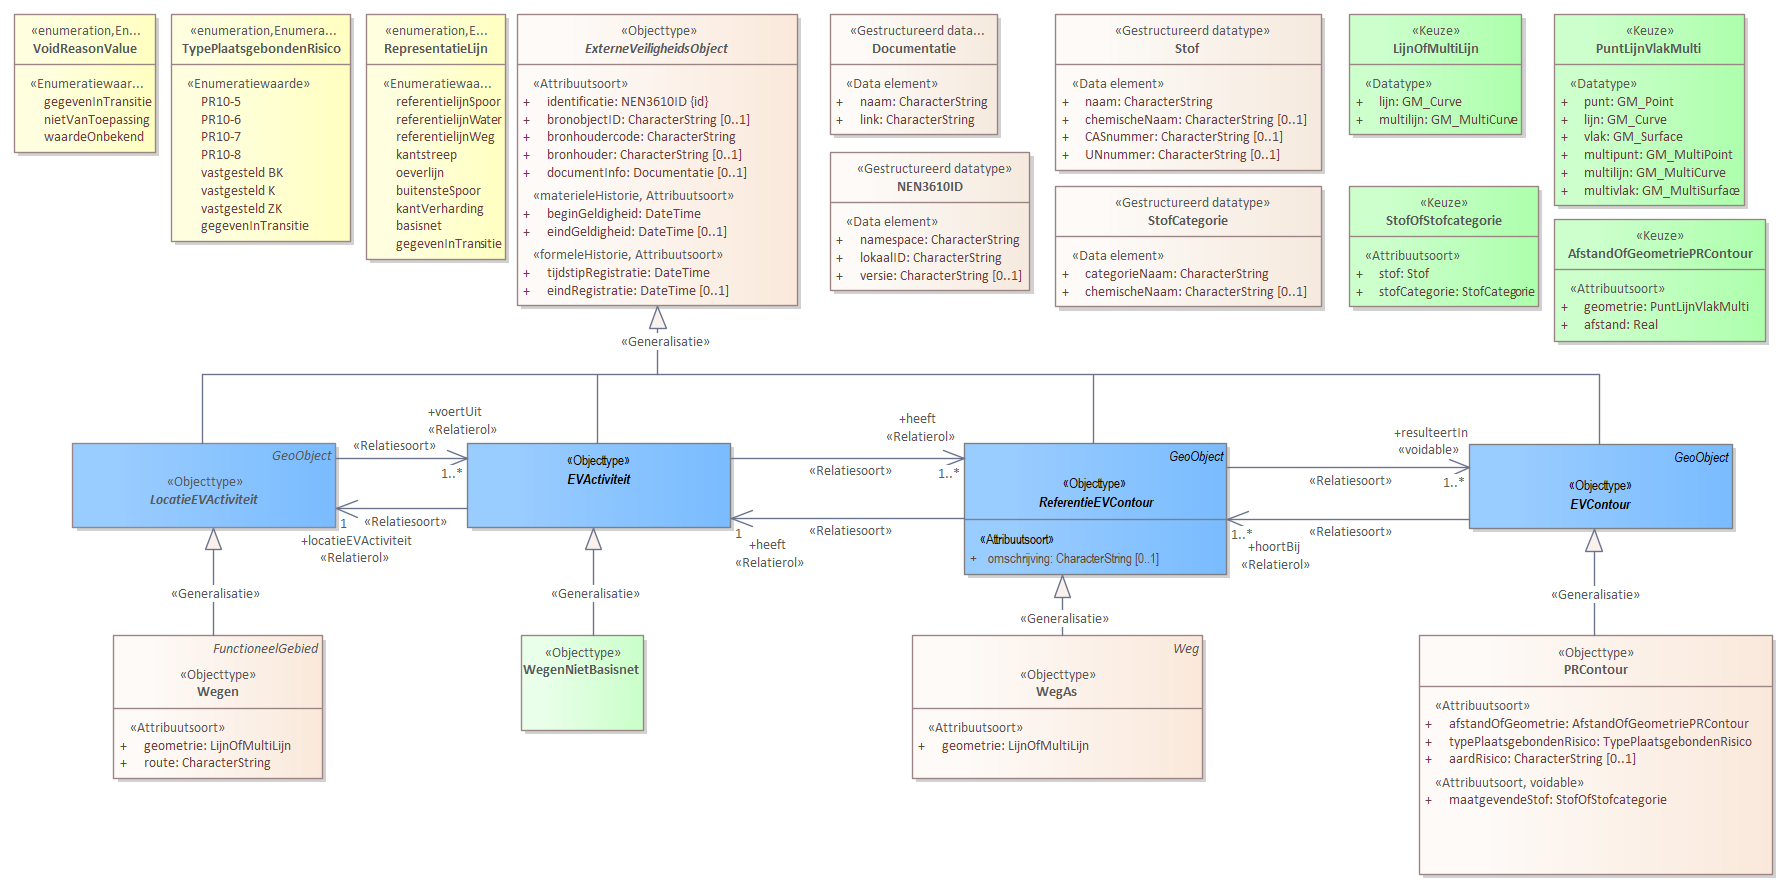 «enumeration,En...
VoidReasonValue
«Enumeratiewaar...
gegevenInTransitie
nietVanToepassing
waardeOnbekend
«enumeration,Enumera...
TypePlaatsgebondenRisico
«Enumeratiewaarde»
PR10-5
PR10-6
PR10-7
PR10-8
vastgesteld BK
vastgesteld K
vastgesteld ZK
gegevenInTransitie
«enumeration,E...
RepresentatieLijn
«Enumeratiewaa...
referentielijnSpoor
referentielijnWater
referentielijnWeg
kantstreep
oeverlijn
buitensteSpoor
kantVerharding
basisnet
gegevenInTransitie
«Objecttype»
ExterneVeiligheidsObject
«Attribuutsoort»
+ identificatie: NEN3610ID {id}
+ bronobjectID: CharacterString [0..1]
+ bronhoudercode: CharacterString
+ bronhouder: CharacterString [0..1]
+ documentInfo: Documentatie [0..1]
«materieleHistorie, Attribuutsoort»
+ beginGeldigheid: DateTime
+ eindGeldigheid: DateTime [0..1]
«formeleHistorie, Attribuutsoort»
+ tijdstipRegistratie: DateTime
+ eindRegistratie: DateTime [0..1]
«Gestructureerd datat...
Documentatie
«Data element»
+ naam: CharacterString
+ link: CharacterString
«Gestructureerd datatype»
NEN3610ID
«Data element»
+ namespace: CharacterString
+ lokaalID: CharacterString
+ versie: CharacterString [0..1]
«Gestructureerd datatype»
Stof
«Data element»
+ naam: CharacterString
+ chemischeNaam: CharacterString [0..1]
+ CASnummer: CharacterString [0..1]
+ UNnummer: CharacterString [0..1]
«Gestructureerd datatype»
StofCategorie
«Data element»
+ categorieNaam: CharacterString
+ chemischeNaam: CharacterString [0..1]
«Keuze»
LijnOfMultiLijn
«Datatype»
+ lijn: GM_Curve
+ multilijn: GM_MultiCurve
«Keuze»
StofOfStofcategorie
«Attribuutsoort»
+ stof: Stof
+ stofCategorie: StofCategorie
«Keuze»
PuntLijnVlakMulti
«Datatype»
+ punt: GM_Point
+ lijn: GM_Curve
+ vlak: GM_Surface
+ multipunt: GM_MultiPoint
+ multilijn: GM_MultiCurve
+ multivlak: GM_MultiSurface
«Keuze»
AfstandOfGeometriePRContour
«Attribuutsoort»
+ geometrie: PuntLijnVlakMulti
+ afstand: Real
«Generalisatie»
GeoObject
«Objecttype»
LocatieEVActiviteit
+voertUit
«Relatierol»
«Relatiesoort»
1..*
1
«Relatiesoort»
+locatieEVActiviteit
«Relatierol»
«Objecttype»
EVActiviteit
+heeft
«Relatierol»
«Relatiesoort»
1..*
1
«Relatiesoort»
+heeft
«Relatierol»
GeoObject
«Objecttype»
ReferentieEVContour
«Attribuutsoort»
+ omschrijving: CharacterString [0..1]
+resulteertIn
«voidable»
«Relatiesoort»
1..*
1..*
«Relatiesoort»
+hoortBij
«Relatierol»
GeoObject
«Objecttype»
EVContour
«Generalisatie»
«Generalisatie»
«Generalisatie»
«Generalisatie»
FunctioneelGebied
«Objecttype»
Wegen
«Attribuutsoort»
+ geometrie: LijnOfMultiLijn
+ route: CharacterString
«Objecttype»
WegenNietBasisnet
Weg
«Objecttype»
WegAs
«Attribuutsoort»
+ geometrie: LijnOfMultiLijn
«Objecttype»
PRContour
«Attribuutsoort»
+ afstandOfGeometrie: AfstandOfGeometriePRContour
+ typePlaatsgebondenRisico: TypePlaatsgebondenRisico
+ aardRisico: CharacterString [0..1]
«Attribuutsoort, voidable»
+ maatgevendeStof: StofOfStofcategorie